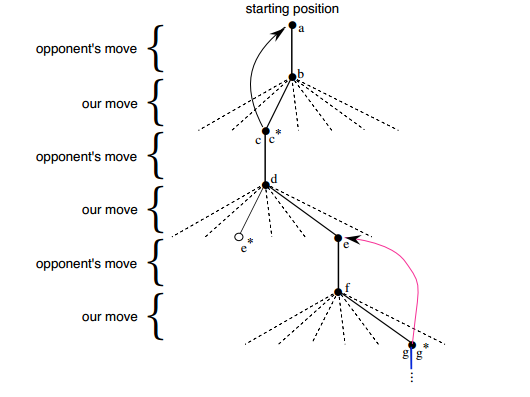 starting position
a
opponent's move
b
our move
c c*
opponent's move
d
our move
e*
e
opponent's move
f
our move
g g*